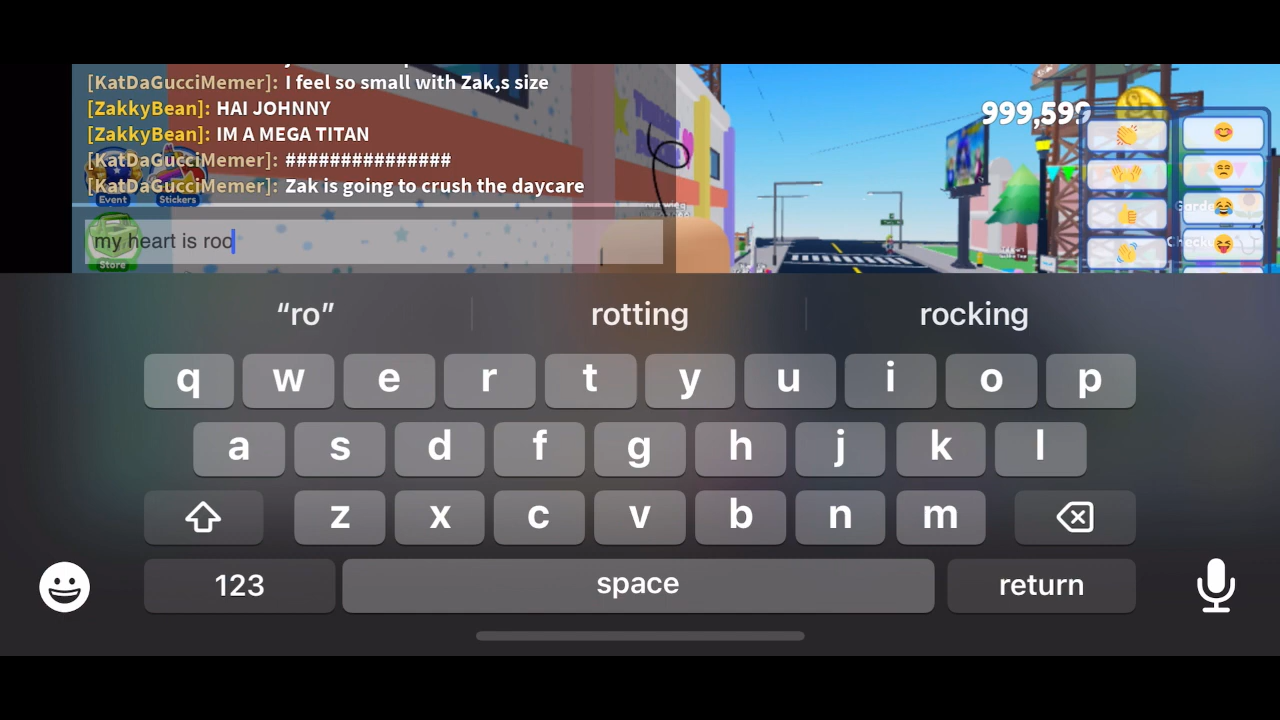 [KatDaGucciMemer]: I feel so small with Zak,s size
[ZakkyBean]: HAI JOHNNY
[ZakkyBean]: IM A MEGA TITAN
[KatDaGucciMemer]: ###############
[KatDaGucciMemer]: Zak is going to crush the daycare
Event Stickers
my heart is roo
Store
999,599
“ro” rotting rocking
q w e r t y u i o p
a s d f g h j k l
z x c v b n m
123 space return